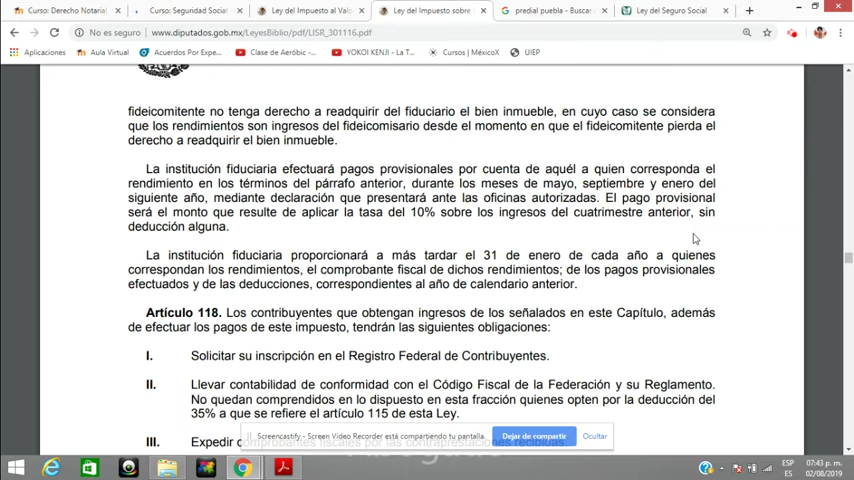 Curso: Derecho Notarial
Curso: Seguridad Social
Ley del Impuesto al Valo
Ley del Impuesto sobre
predial puebla - Buscar
Ley del Seguro Social
No es seguro
www.diputados.gob.mx/LeyesBiblio/pdf/LISR_301116.pdf
Aplicaciones
Aula Virtual
Acuerdos Por Expe...
Clase de Aeróbic -...
YOKOI KENJI - La T...
Cursos | MéxicoX
UIEP
fideicomitente no tenga derecho a readquirir del fiduciario el bien inmueble, en cuyo caso se considera
que los rendimientos son ingresos del fideicomisario desde el momento en que el fideicomitente pierda el
derecho a readquirir el bien inmueble.
La institución fiduciaria efectuará pagos provisionales por cuenta de aquél a quien corresponda el
rendimiento en los términos del párrafo anterior, durante los meses de mayo, septiembre y enero del
siguiente año, mediante declaración que presentará ante las oficinas autorizadas. El pago provisional
será el monto que resulte de aplicar la tasa del 10% sobre los ingresos del cuatrimestre anterior, sin
deducción alguna.
La institución fiduciaria proporcionará a más tardar el 31 de enero de cada año a quienes
correspondan los rendimientos, el comprobante fiscal de dichos rendimientos; de los pagos provisionales
efectuados y de las deducciones, correspondientes al año de calendario anterior.
Artículo 118. Los contribuyentes que obtengan ingresos de los señalados en este Capítulo, además
de efectuar los pagos de este impuesto, tendrán las siguientes obligaciones:
I. Solicitar su inscripción en el Registro Federal de Contribuyentes.
II. Llevar contabilidad de conformidad con el Código Fiscal de la Federación y su Reglamento.
No quedan comprendidos en lo dispuesto en esta fracción quienes opten por la deducción del
35% a que se refiere el artículo 115 de esta Ley.
III. Expedir comprobantes fiscales por las contraprestaciones recibidas.
Screencastify - Screen Video Recorder está compartiendo tu pantalla.
Dejar de compartir
Ocultar
ESP
ES
07:43 p. m.
02/08/2019